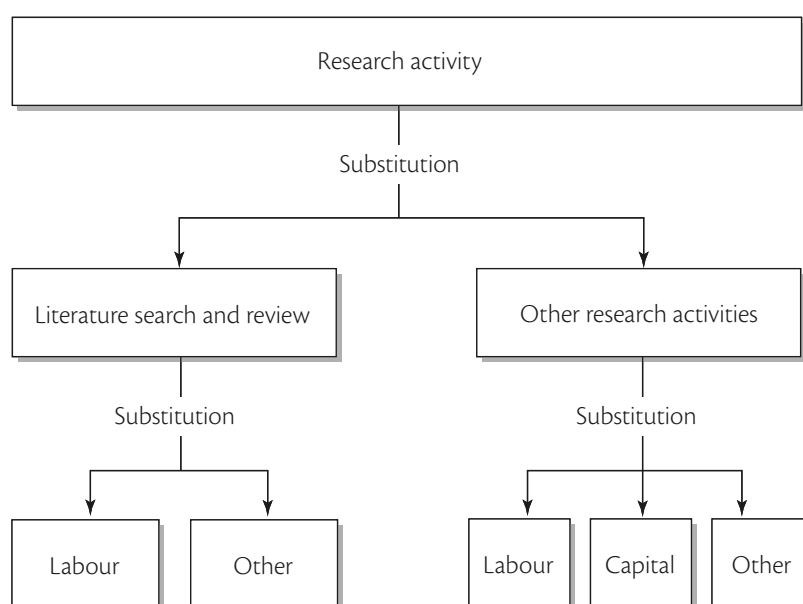 Research activity
Substitution
Literature search and review
Other research activities
Substitution
Substitution
Labour
Other
Labour
Capital
Other